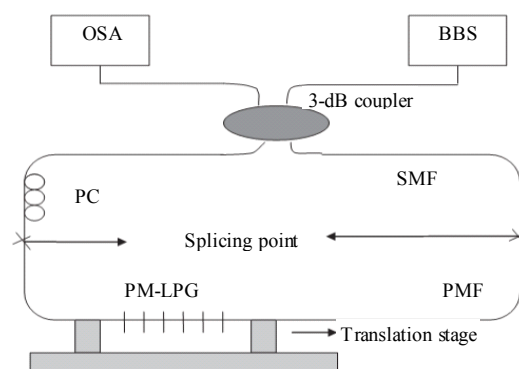 OSA
BBS
3-dB coupler
SMF
PC
Splicing point
PM-LPG
PMF
Translation stage